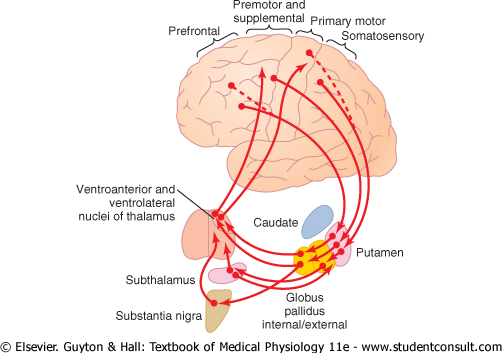 Premotor and
supplemental
Primary motor
Prefrontal
Somatosensory
Ventroanterior and
ventrolateral
nuclei of thalamus
Caudate
Putamen
Subthalamus
Globus
pallidus
internal/external
Substantia nigra
© Elsevier. Guyton & Hall: Textbook of Medical Physiology 11e - www.studentconsult.com